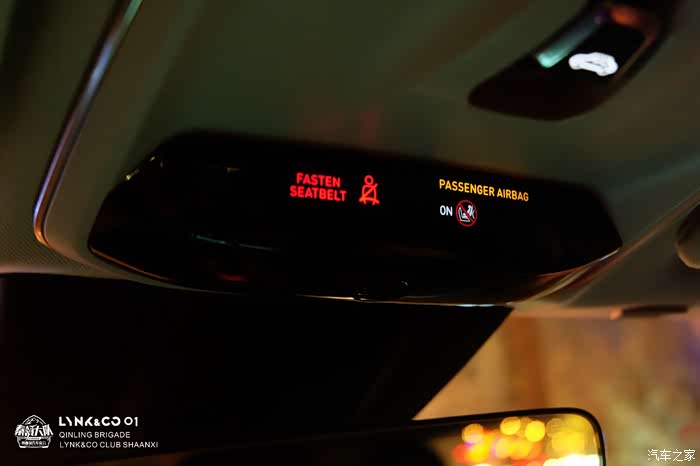 FASTEN
SEATBELT
PASSENGER AIRBAG
ON
LYNK&CO 01
QINLING BRIGADE
LYNK&CO CLUB SHAANXI
汽车之家